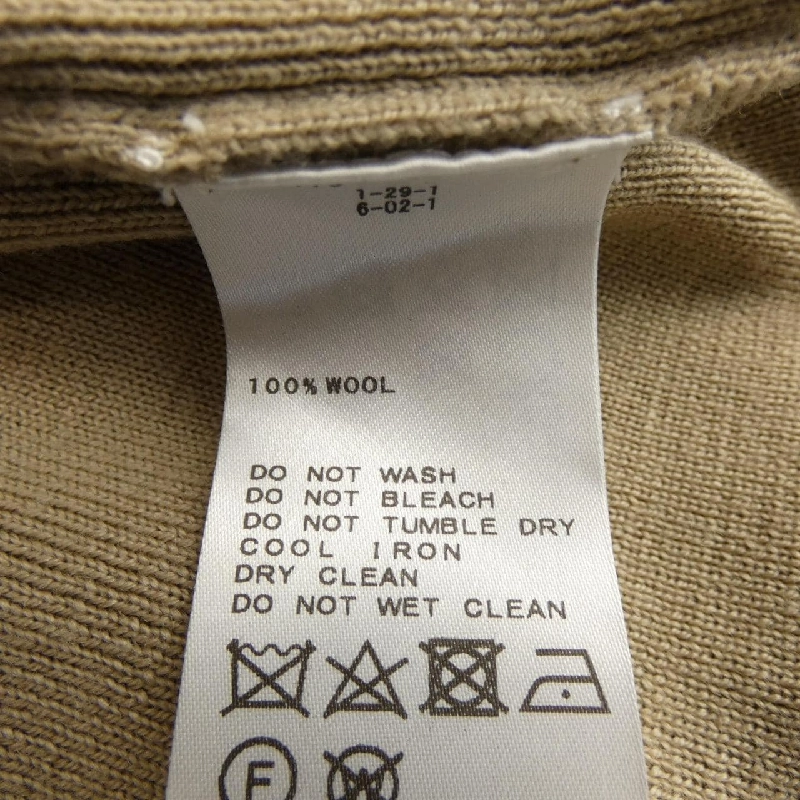 1-29-1
6-02-1
100% WOOL
DO NOT WASH
DO NOT BLEACH
DO NOT TUMBLE DRY
COOL IRON
DRY CLEAN
DO NOT WET CLEAN
F W